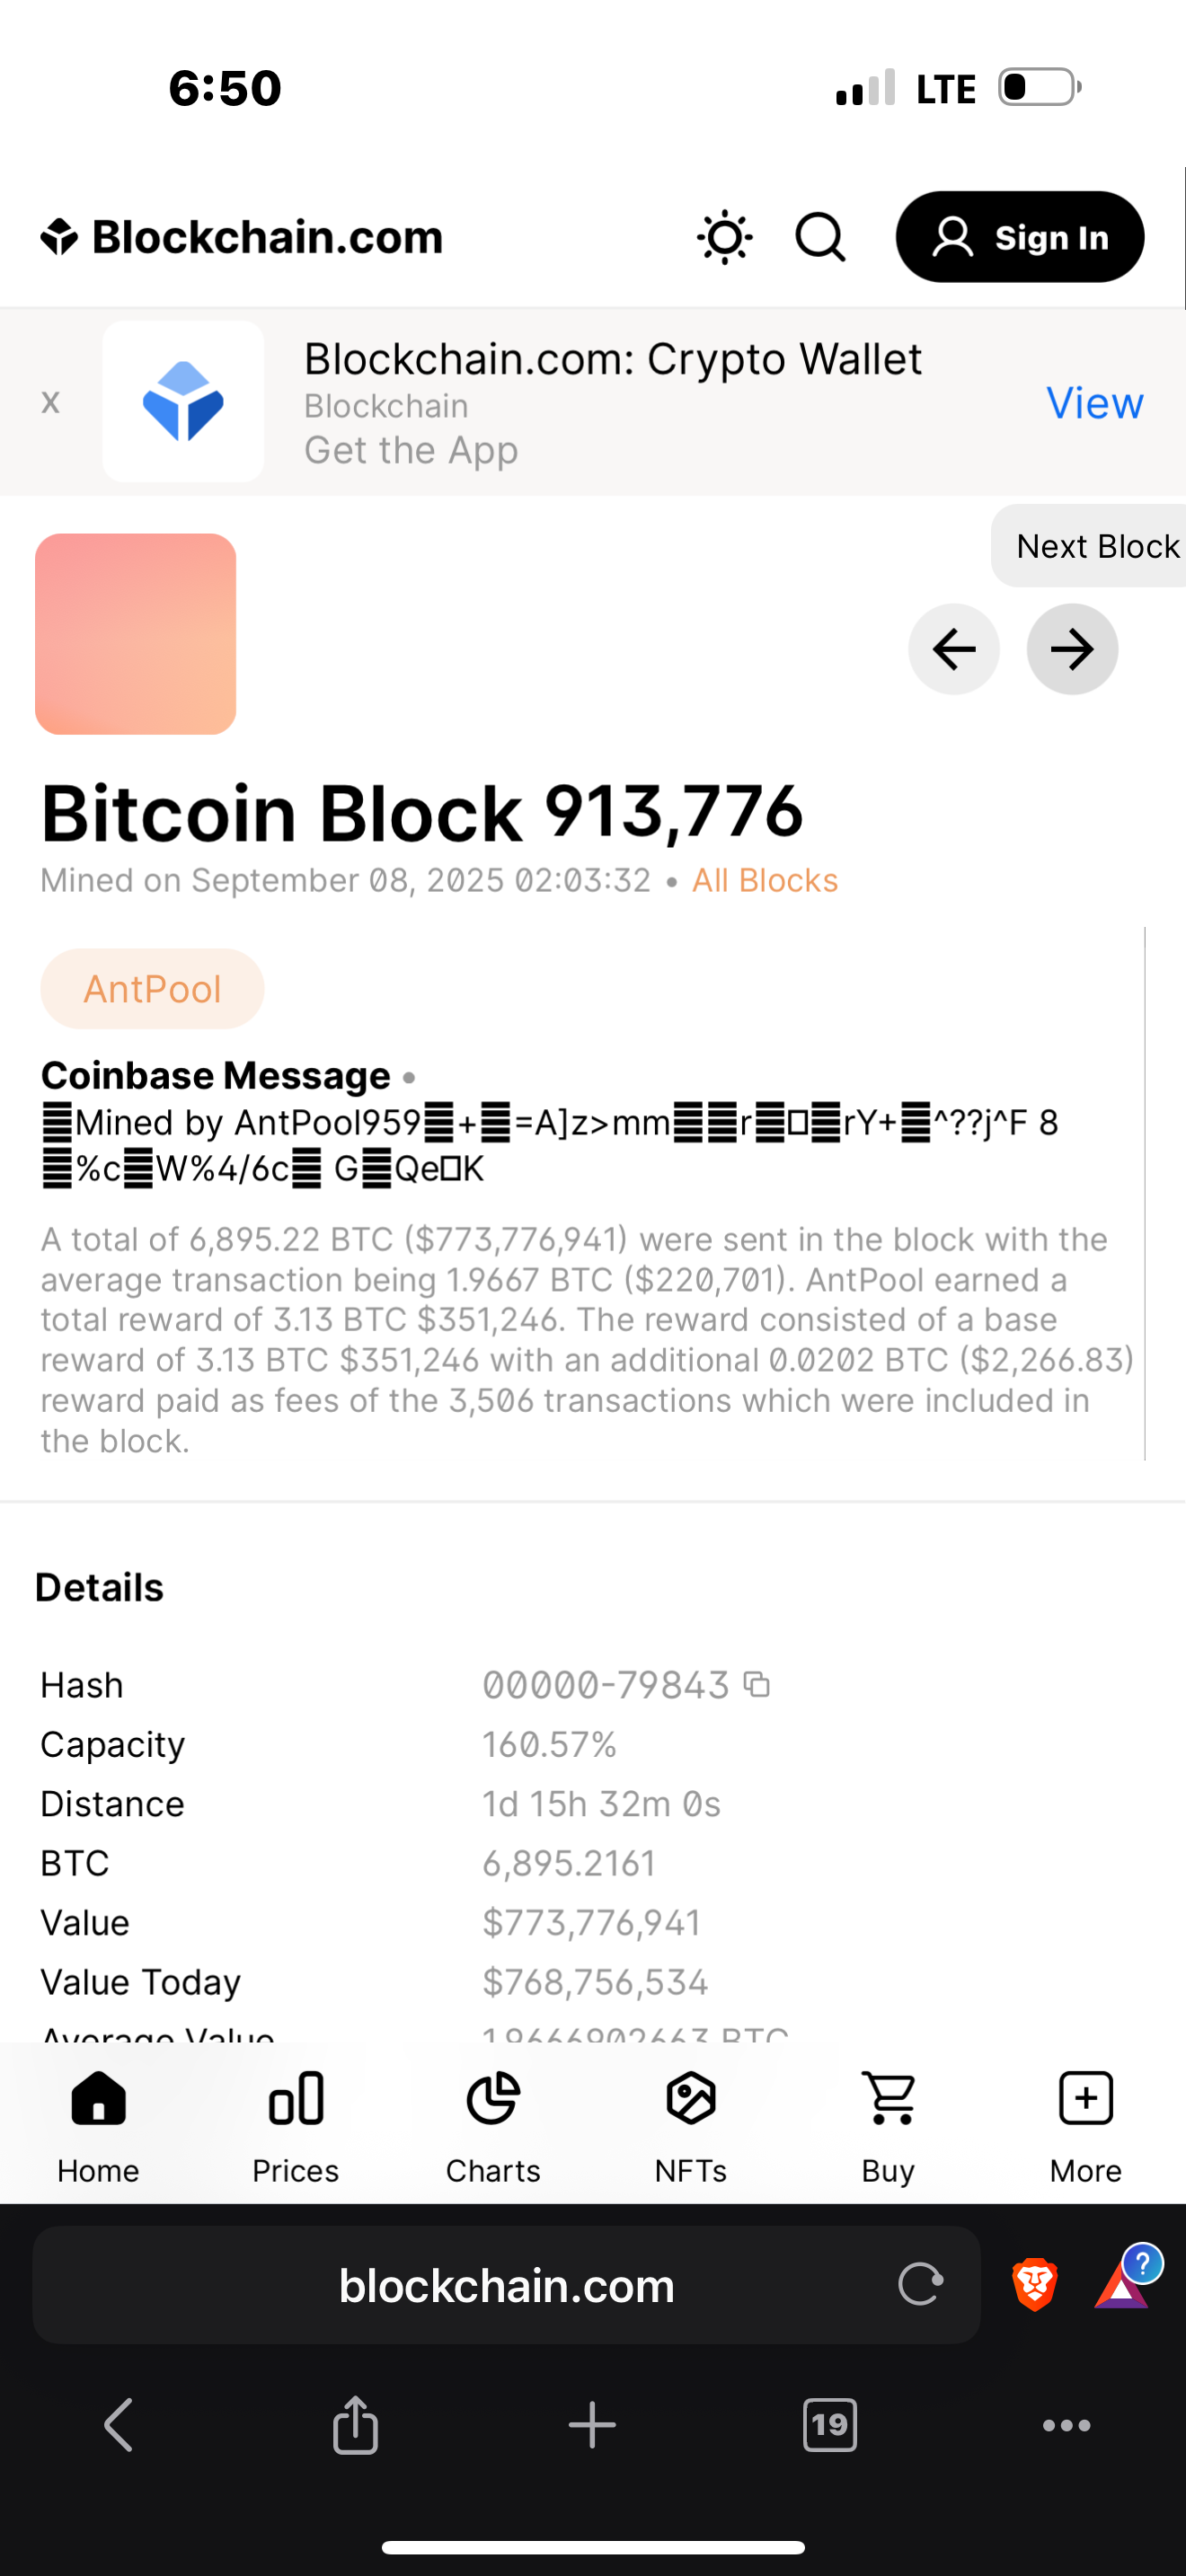 6:50 LTE
Blockchain.com Sign In
x
Blockchain.com: Crypto Wallet
Blockchain
Get the App
View
Next Block
Bitcoin Block 913,776
Mined on September 08, 2025 02:03:32 • All Blocks
AntPool
Coinbase Message •
Mined by AntPool959 + =A]z>mm r rY+ ^??j^F 8
%c W%4/6c G Qe K
A total of 6,895.22 BTC ($773,776,941) were sent in the block with the
average transaction being 1.9667 BTC ($220,701). AntPool earned a
total reward of 3.13 BTC $351,246. The reward consisted of a base
reward of 3.13 BTC $351,246 with an additional 0.0202 BTC ($2,266.83)
reward paid as fees of the 3,506 transactions which were included in
the block.
Details
Hash 00000-79843
Capacity 160.57%
Distance 1d 15h 32m 0s
BTC 6,895.2161
Value $773,776,941
Value Today $768,756,534
Average Value 1.9666902663 BTC
Home Prices Charts NFTs Buy More
blockchain.com ?
19